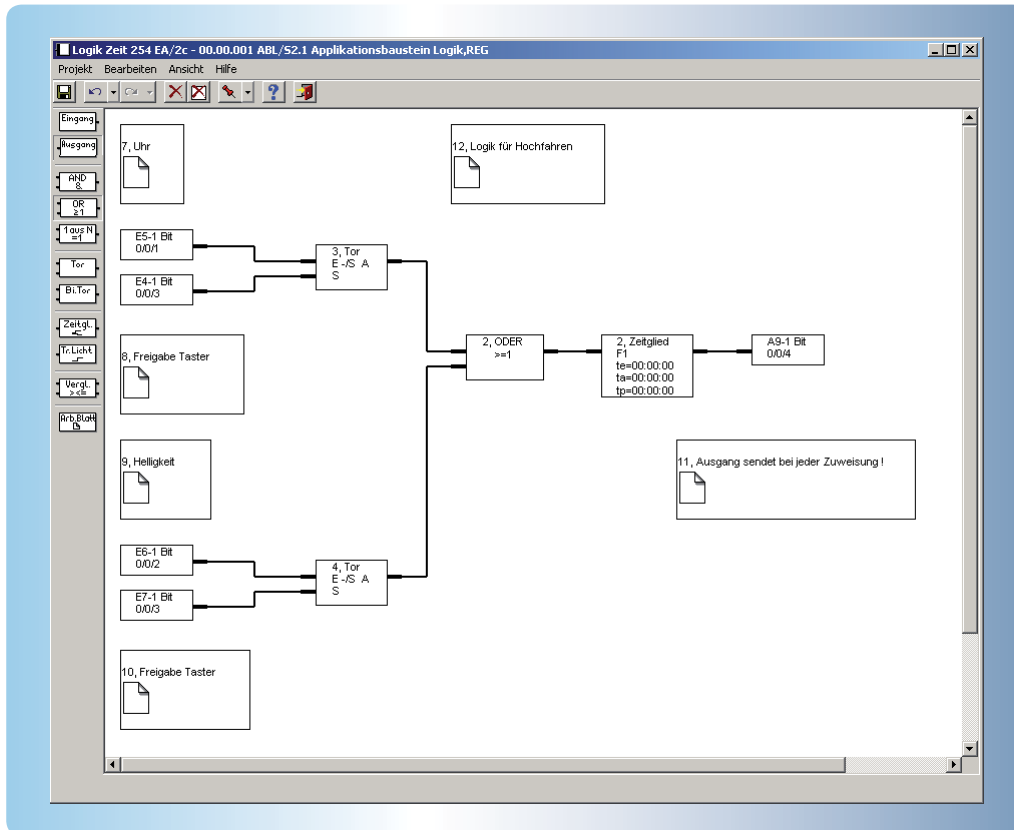 Logik Zeit 254 EA/2c - 00.00.001 ABL/S2.1 Applikationsbaustein Logik,REG
Projekt Bearbeiten Ansicht Hilfe
Eingang
Ausgang
AND
&
OR
≥1
1 aus N
=1
Tor
Bi.Tor
Zeitgl.
Tr.Licht
Vergl.
><=
Arb.Blatt
7, Uhr
12, Logik für Hochfahren
E5-1 Bit
0/0/1
E4-1 Bit
0/0/3
3, Tor
E -/S A
S
8, Freigabe Taster
2, ODER
>=1
2, Zeitglied
F1
te=00:00:00
ta=00:00:00
tp=00:00:00
A9-1 Bit
0/0/4
9, Helligkeit
11, Ausgang sendet bei jeder Zuweisung !
E6-1 Bit
0/0/2
E7-1 Bit
0/0/3
4, Tor
E -/S A
S
10, Freigabe Taster